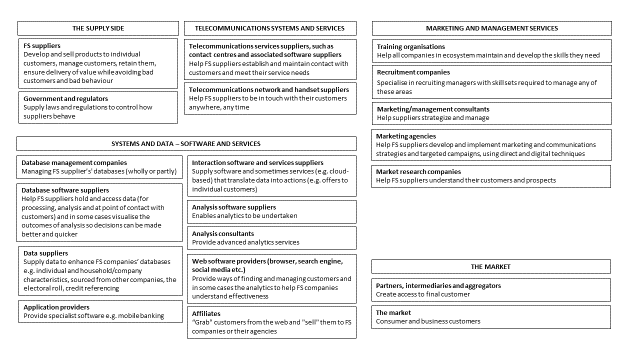 THE SUPPLY SIDE
FS suppliers
Develop and sell products to individual
customers, manage customers, retain them,
ensure delivery of value while avoiding bad
customers and bad behaviour
Government and regulators
Supply laws and regulations to control how
suppliers behave
TELECOMMUNICATIONS SYSTEMS AND SERVICES
Telecommunications services suppliers, such as
contact centres and associated software suppliers
Help FS suppliers establish and maintain contact with
customers and meet their service needs
Telecommunications network and handset suppliers
Help FS suppliers to be in touch with their customers
anywhere, any time
SYSTEMS AND DATA – SOFTWARE AND SERVICES
Database management companies
Managing FS supplier's' databases (wholly or partly)
Database software suppliers
Help FS suppliers hold and access data (for
processing, analysis and at point of contact with
customers) and in some cases visualise the
outcomes of analysis so decisions can be made
better and quicker
Data suppliers
Supply data to enhance FS companies' databases
e.g. individual and household/company
characteristics, sourced from other companies, the
electoral roll, credit referencing
Application providers
Provide specialist software e.g. mobile banking
Interaction software and services suppliers
Supply software and sometimes services (e.g. cloud-
based) that translate data into actions (e.g. offers to
individual customers)
Analysis software suppliers
Enables analytics to be undertaken
Analysis consultants
Provide advanced analytics services
Web software providers (browser, search engine,
social media etc.)
Provide ways of finding and managing customers and
in some cases the analytics to help FS companies
understand effectiveness
Affiliates
"Grab" customers from the web and "sell" them to FS
companies or their agencies
MARKETING AND MANAGEMENT SERVICES
Training organisations
Help all companies in ecosystem maintain and develop the skills they need
Recruitment companies
Specialise in recruiting managers with skill sets required to manage any of
these areas
Marketing/management consultants
Help suppliers strategize and manage
Marketing agencies
Help FS suppliers develop and implement marketing and communications
strategies and targeted campaigns, using direct and digital techniques
Market research companies
Help FS suppliers understand their customers and prospects
THE MARKET
Partners, intermediaries and aggregators
Create access to final customer
The market
Consumer and business customers